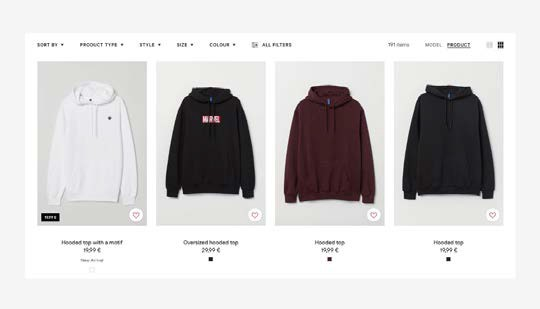 SORT BY
PRODUCT TYPE
STYLE
SIZE
COLOUR
ALL FILTERS
191 items
MODEL
PRODUCT
MARVEL
Hooded top with a motif
19,99 €
New Arrival
Oversized hooded top
29,99 €
Hooded top
19,99 €
Hooded top
19,99 €